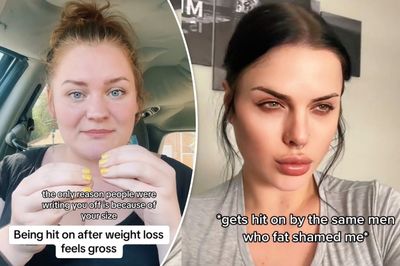 the only reason people were
writing you off is because of
your size
Being hit on after weight loss
feels gross
*gets hit on by the same men
who fat shamed me*